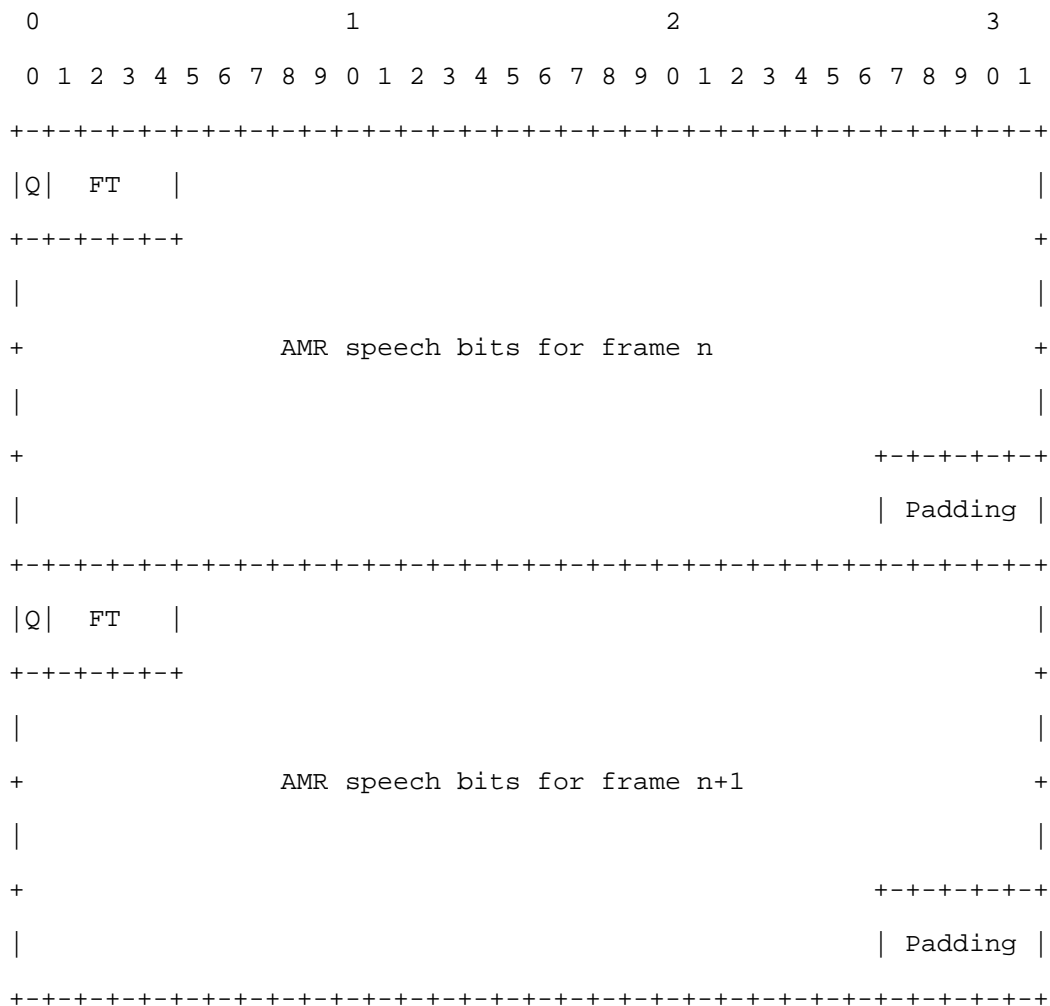 0                   1                   2                   3
 0 1 2 3 4 5 6 7 8 9 0 1 2 3 4 5 6 7 8 9 0 1 2 3 4 5 6 7 8 9 0 1
+-+-+-+-+-+-+-+-+-+-+-+-+-+-+-+-+-+-+-+-+-+-+-+-+-+-+-+-+-+-+-+-+
|Q|  FT   |                                                     |
+-+-+-+-+-+                                                     +
|                                                               |
+                AMR speech bits for frame n                    +
|                                                               |
+                                                     +-+-+-+-+-+
|                                                     | Padding |
+-+-+-+-+-+-+-+-+-+-+-+-+-+-+-+-+-+-+-+-+-+-+-+-+-+-+-+-+-+-+-+-+
|Q|  FT   |                                                     |
+-+-+-+-+-+                                                     +
|                                                               |
+                AMR speech bits for frame n+1                  +
|                                                               |
+                                                     +-+-+-+-+-+
|                                                     | Padding |
+-+-+-+-+-+-+-+-+-+-+-+-+-+-+-+-+-+-+-+-+-+-+-+-+-+-+-+-+-+-+-+-+